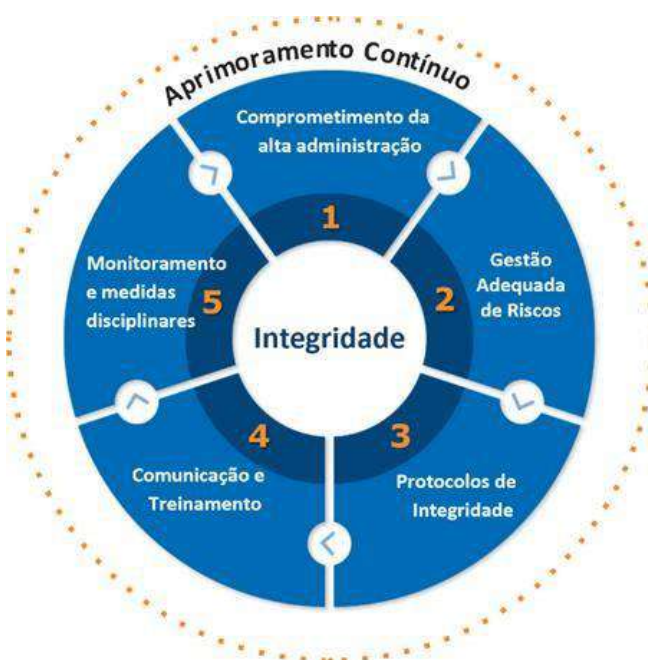 Aprimoramento Contínuo
Comprometimento da
alta administração
1
Gestão
Adequada
de Riscos
2
Protocolos de
Integridade
3
Comunicação e
Treinamento
4
Monitoramento
e medidas
disciplinares
5
Integridade